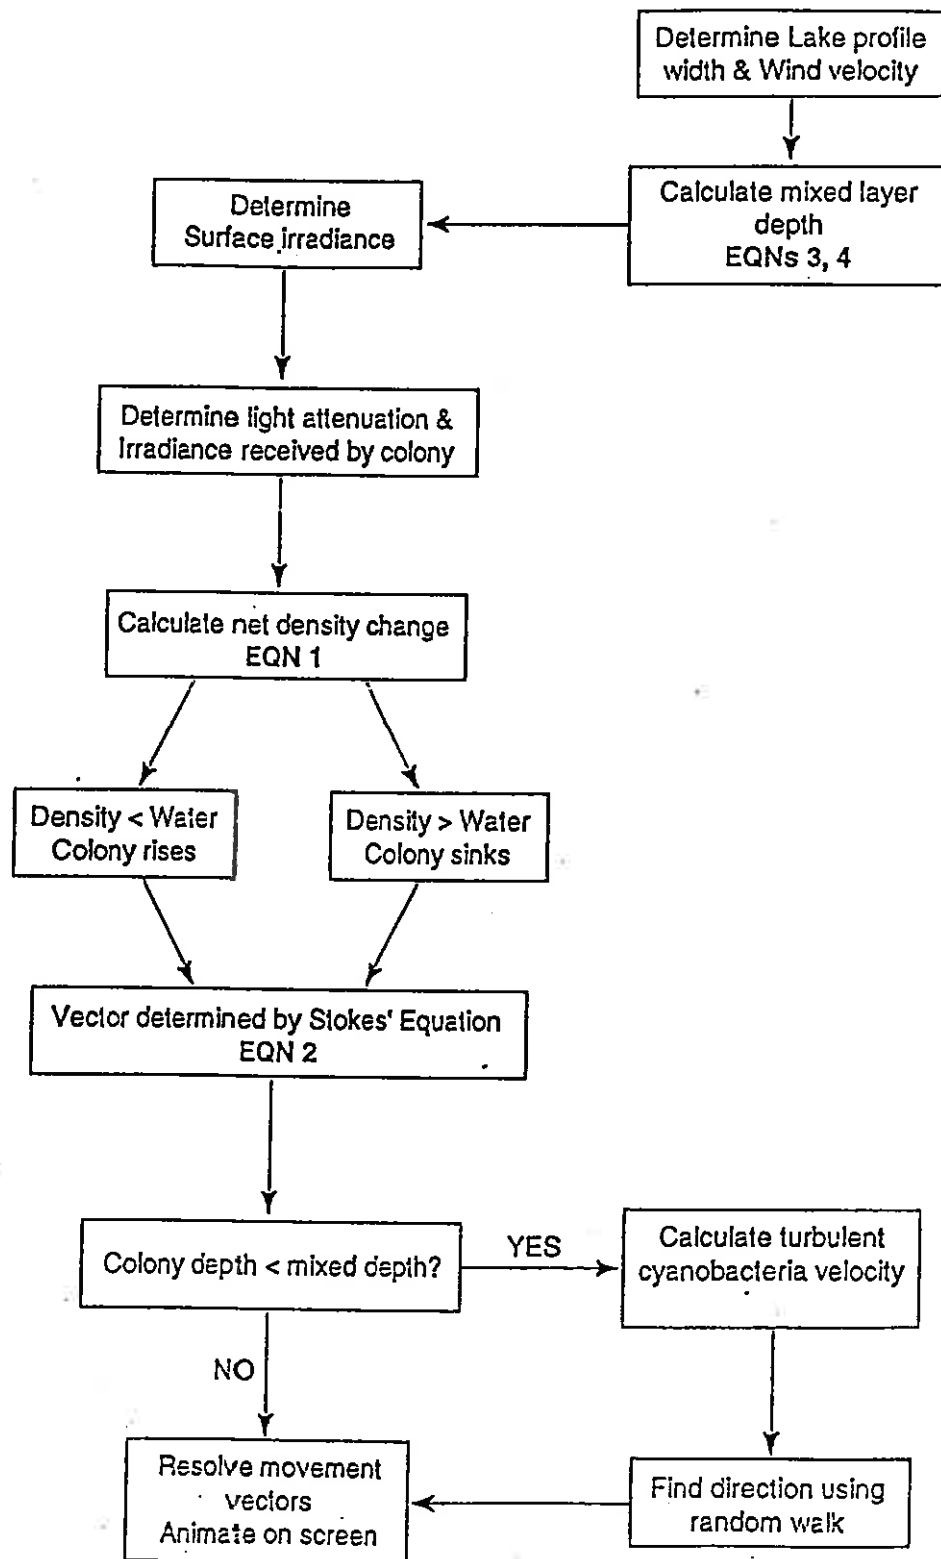 Determine Lake profile
width & Wind velocity
Calculate mixed layer
depth
EQNs 3, 4
Determine
Surface irradiance
Determine light attenuation &
Irradiance received by colony
Calculate net density change
EQN 1
Density < Water
Colony rises
Density > Water
Colony sinks
Vector determined by Stokes' Equation
EQN 2
Colony depth < mixed depth?
YES
Calculate turbulent
cyanobacteria velocity
NO
Resolve movement
vectors
Animate on screen
Find direction using
random walk